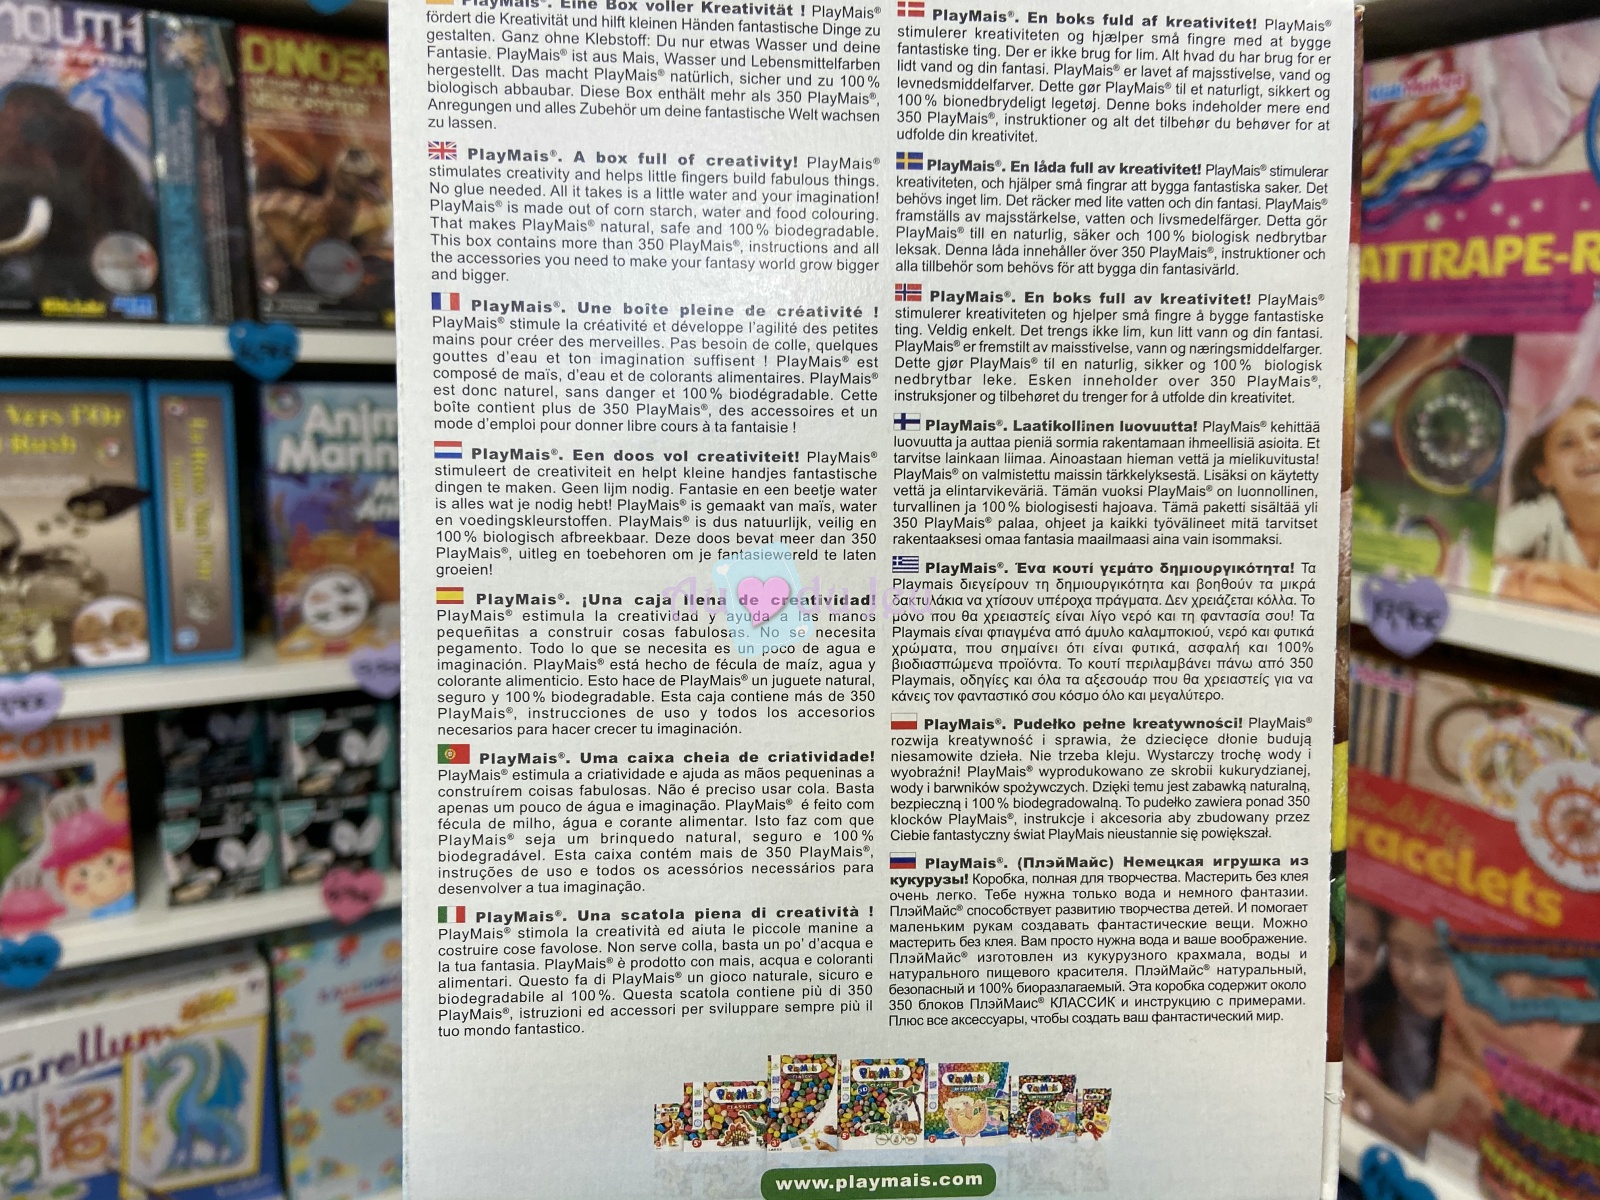 PlayMais®. Eine Box voller Kreativität ! PlayMais®
fördert die Kreativität und hilft kleinen Händen fantastische Dinge zu
gestalten. Ganz ohne Klebstoff: Du nur etwas Wasser und deine
Fantasie. PlayMais® ist aus Mais, Wasser und Lebensmittelfarben
hergestellt. Das macht PlayMais® natürlich, sicher und zu 100%
biologisch abbaubar. Diese Box enthält mehr als 350 PlayMais®,
Anregungen und alles Zubehör um deine fantastische Welt wachsen
zu lassen.
PlayMais®. A box full of creativity! PlayMais®
stimulates creativity and helps little fingers build fabulous things.
No glue needed. All it takes is a little water and your imagination!
PlayMais® is made out of corn starch, water and food colouring.
That makes PlayMais® natural, safe and 100% biodegradable.
This box contains more than 350 PlayMais®, instructions and all
the accessories you need to make your fantasy world grow bigger
and bigger.
PlayMais®. Une boîte pleine de créativité !
PlayMais® stimule la créativité et développe l'agilité des petites
mains pour créer des merveilles. Pas besoin de colle, quelques
gouttes d'eau et ton imagination suffisent ! PlayMais® est
composé de maïs, d'eau et de colorants alimentaires. PlayMais®
est donc naturel, sans danger et 100% biodégradable. Cette
boîte contient plus de 350 PlayMais®, des accessoires et un
mode d'emploi pour donner libre cours à ta fantaisie !
PlayMais®. Een doos vol creativiteit! PlayMais®
stimuleert de creativiteit en helpt kleine handjes fantastische
dingen te maken. Geen lijm nodig. Fantasie en een beetje water
is alles wat je nodig hebt! PlayMais® is gemaakt van maïs, water
en voedingskleurstoffen. PlayMais® is dus natuurlijk, veilig en
100% biologisch afbreekbaar. Deze doos bevat meer dan 350
PlayMais®, uitleg en toebehoren om je fantasiewereld te laten
groeien!
PlayMais®. ¡Una caja llena de creatividad!
PlayMais® estimula la creatividad y ayuda a las manos
pequeñitas a construir cosas fabulosas. No se necesita
pegamento. Todo lo que se necesita es un poco de agua e
imaginación. PlayMais® está hecho de fécula de maíz, agua y
colorante alimenticio. Esto hace de PlayMais® un juguete natural,
seguro y 100% biodegradable. Esta caja contiene más de 350
PlayMais®, instrucciones de uso y todos los accesorios
necesarios para hacer crecer tu imaginación.
PlayMais®. Uma caixa cheia de criatividade!
PlayMais® estimula a criatividade e ajuda as mãos pequeninas a
construírem coisas fabulosas. Não é preciso usar cola. Basta
apenas um pouco de água e imaginação. PlayMais® é feito com
fécula de milho, água e corante alimentar. Isto faz com que
PlayMais® seja um brinquedo natural, seguro e 100%
biodegradável. Esta caixa contém mais de 350 PlayMais®,
instruções de uso e todos os acessórios necessários para
desenvolver a tua imaginação.
PlayMais®. Una scatola piena di creatività !
PlayMais® stimola la creatività ed aiuta le piccole manine a
costruire cose favolose. Non serve colla, basta un po' d'acqua e
la tua fantasia. PlayMais® è prodotto con mais, acqua e coloranti
alimentari. Questo fa di PlayMais® un gioco naturale, sicuro e
biodegradabile al 100%. Questa scatola contiene più di 350
PlayMais®, istruzioni ed accessori per sviluppare sempre più il
tuo mondo fantastico.
PlayMais®. En boks fuld af kreativitet! PlayMais®
stimulerer kreativiteten og hjælper små fingre med at bygge
fantastiske ting. Der er ikke brug for lim. Alt hvad du har brug for er
lidt vand og din fantasi. PlayMais® er lavet af majsstivelse, vand og
levnedsmiddelfarver. Dette gør PlayMais® til et naturligt, sikkert og
100% bionedbrydeligt legetøj. Denne boks indeholder mere end
350 PlayMais®, instruktioner og alt det tilbehør du behøver for at
udfolde din kreativitet.
PlayMais®. En låda full av kreativitet! PlayMais® stimulerar
kreativiteten, och hjälper små fingrar att bygga fantastiska saker. Det
behövs inget lim. Det räcker med lite vatten och din fantasi. PlayMais®
framställs av majsstärkelse, vatten och livsmedelfärger. Detta gör
PlayMais® till en naturlig, säker och 100% biologisk nedbrytbar
leksak. Denna låda innehåller över 350 PlayMais®, instruktioner och
alla tillbehör som behövs för att bygga din fantasivärld.
PlayMais®. En boks full av kreativitet! PlayMais®
stimulerer kreativiteten og hjelper små fingre å bygge fantastiske
ting. Veldig enkelt. Det trengs ikke lim, kun litt vann og din fantasi.
PlayMais® er fremstilt av maisstivelse, vann og næringsmiddelfarger.
Dette gjør PlayMais® til en naturlig, sikker og 100% biologisk
nedbrytbar leke. Esken inneholder over 350 PlayMais®,
instruksjoner og tilbehøret du trenger for å utfolde din kreativitet.
PlayMais®. Laatikollinen luovuutta! PlayMais® kehittää
luovuutta ja auttaa pieniä sormia rakentamaan ihmeellisiä asioita. Et
tarvitse lainkaan liimaa. Ainoastaan hieman vettä ja mielikuvitusta!
PlayMais® on valmistettu maissin tärkkelyksestä. Lisäksi on käytetty
vettä ja elintarvikeväriä. Tämän vuoksi PlayMais® on luonnollinen,
turvallinen ja 100% biologisesti hajoava. Tämä paketti sisältää yli
350 PlayMais® palaa, ohjeet ja kaikki työvälineet mitä tarvitset
rakentaaksesi omaa fantasia maailmaasi aina vain isommaksi.
PlayMais®. Ένα κουτί γεμάτο δημιουργικότητα! Τα
Playmais διεγείρουν τη δημιουργικότητα και βοηθούν τα μικρά
δακτυλάκια να χτίσουν υπέροχα πράγματα. Δεν χρειάζεται κόλλα. Το
μόνο που θα χρειαστείς είναι λίγο νερό και τη φαντασία σου! Τα
Playmais είναι φτιαγμένα από άμυλο καλαμποκιού, νερό και φυτικά
χρώματα, που σημαίνει ότι είναι φυτικά, ασφαλή και 100%
βιοδιασπώμενα προϊόντα. Το κουτί περιλαμβάνει πάνω από 350
Playmais, οδηγίες και όλα τα αξεσουάρ που θα χρειαστείς για να
κάνεις τον φανταστικό σου κόσμο όλο και μεγαλύτερο.
PlayMais®. Pudełko pełne kreatywności! PlayMais®
rozwija kreatywność i sprawia, że dziecięce dłonie budują
niesamowite dzieła. Nie trzeba kleju. Wystarczy trochę wody i
wyobraźni! PlayMais® wyprodukowano ze skrobii kukurydzianej,
wody i barwników spożywczych. Dzięki temu jest zabawką naturalną,
bezpieczną i 100% biodegradowalną. To pudełko zawiera ponad 350
klocków PlayMais®, instrukcje i akcesoria aby zbudowany przez
Ciebie fantastyczny świat PlayMais nieustannie się powiększał.
PlayMais®. (ПлэйМайс) Немецкая игрушка из
кукурузы! Коробка, полная для творчества. Мастерить без клея
очень легко. Тебе нужна только вода и немного фантазии.
ПлэйМайс® способствует развитию творчества детей. И помогает
маленьким рукам создавать фантастические вещи. Можно
мастерить без клея. Вам просто нужна вода и ваше воображение.
ПлэйМайс® изготовлен из кукурузного крахмала, воды и
натурального пищевого красителя. ПлэйМайс® натуральный,
безопасный и 100% биоразлагаемый. Эта коробка содержит около
350 блоков ПлэйМаис® КЛАССИК и инструкцию с примерами.
Плюс все аксессуары, чтобы создать ваш фантастический мир.
www.playmais.com
PlayMais
CLASSIC
PlayMais
PlayMais
PlayMais
MOSAIC
PlayMais
Au du Jeu
MOUTH
DINOS
Vers l'Or
Rush
Anim
Marin
COTIN
arellum
ATTRAPE-R
racelets